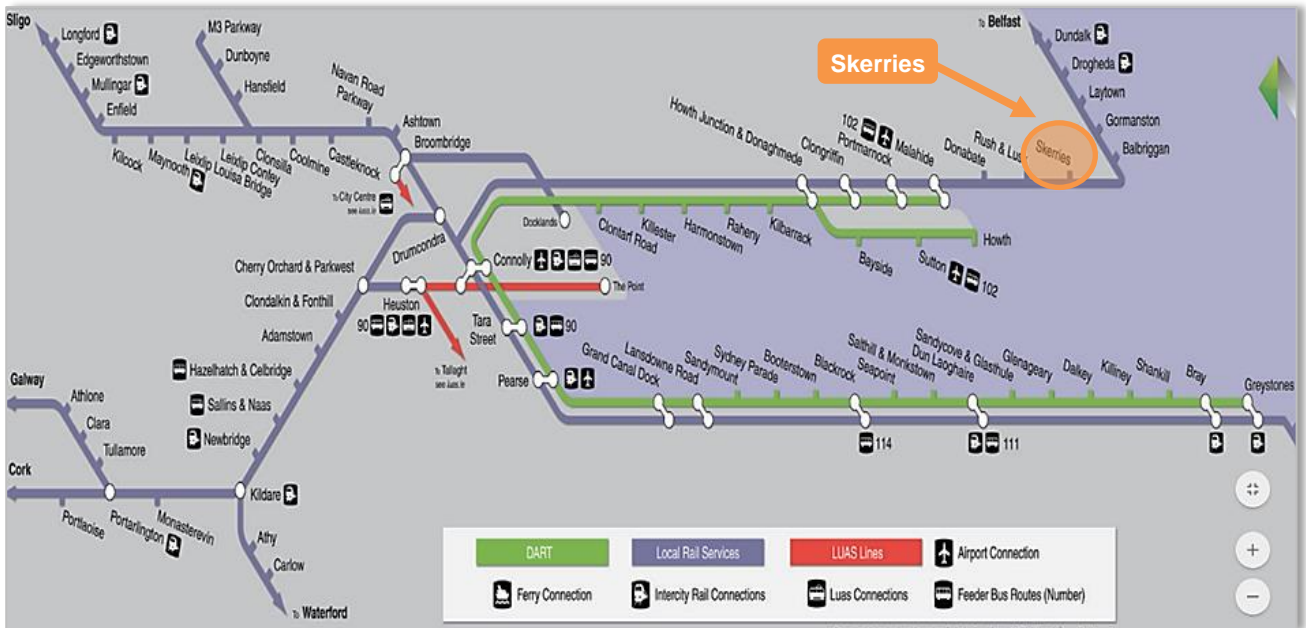 Sligo
Longford
Edgeworthstown
Mullingar
Enfield
M3 Parkway
Dunboyne
Hansfield
Navan Road
Parkway
Ashtown
Broombridge
Kilcock
Maynooth
Leixlip Louisa Bridge
Leixlip Confey
Clonsilla
Coolmine
Castleknock
To City Centre
see luas.ie
Drumcondra
Docklands
Skerries
To Belfast
Dundalk
Drogheda
Laytown
Gormanston
Balbriggan
Howth Junction & Donaghmede
Clongriffin
102
Portmarnock
Malahide
Donabate
Rush & Lusk
Skerries
Clontarf Road
Killester
Harmonstown
Raheny
Kilbarrack
Bayside
Sutton
102
Howth
Cherry Orchard & Parkwest
Clondalkin & Fonthill
Adamstown
Hazelhatch & Celbridge
Sallins & Naas
Newbridge
Heuston
90
Connolly
90
The Point
Tara
Street
90
To Tallaght
see luas.ie
Pearse
Grand Canal Dock
Lansdowne Road
Sandymount
Sydney Parade
Booterstown
Blackrock
Seapoint
Salthill & Monkstown
Dun Laoghaire
Sandycove & Glasthule
Glenageary
Dalkey
Killiney
Shankill
Bray
Greystones
114
111
Galway
Athlone
Clara
Tullamore
Cork
Portlaoise
Portarlington
Monasterevin
Kildare
Athy
Carlow
To Waterford
DART
Local Rail Services
LUAS Lines
Airport Connection
Ferry Connection
Intercity Rail Connections
Luas Connections
Feeder Bus Routes (Number)